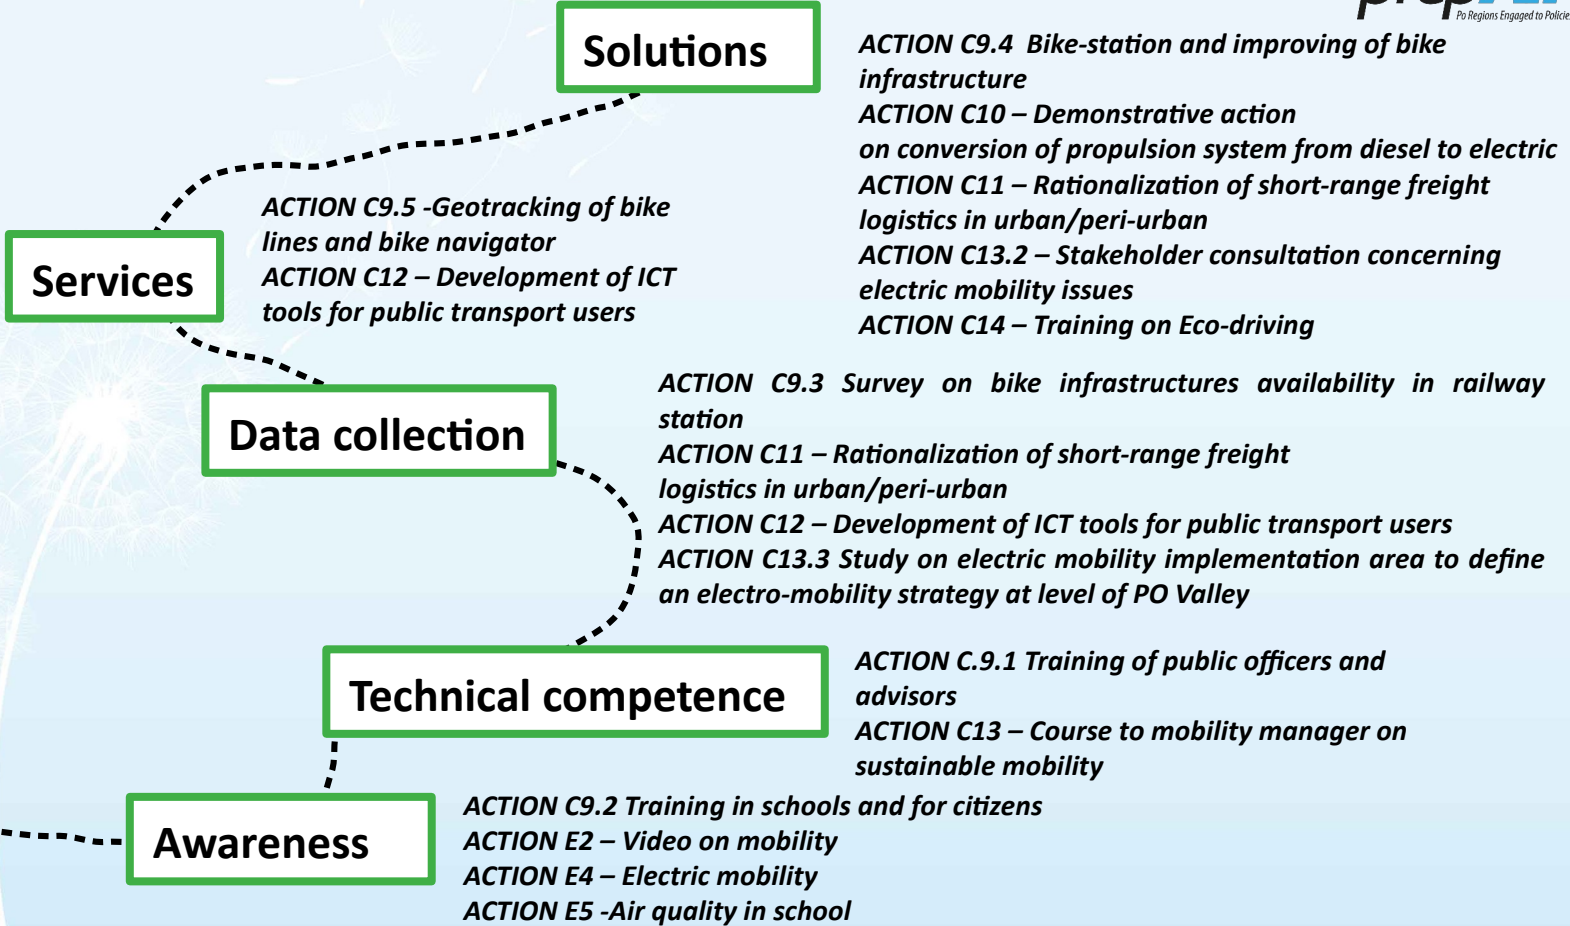 Po Regions Engaged to Policie
Solutions
ACTION C9.4 Bike-station and improving of bike
infrastructure
ACTION C10 – Demonstrative action
on conversion of propulsion system from diesel to electric
ACTION C11 – Rationalization of short-range freight
logistics in urban/peri-urban
ACTION C13.2 – Stakeholder consultation concerning
electric mobility issues
ACTION C14 – Training on Eco-driving
Services
ACTION C9.5 -Geotracking of bike
lines and bike navigator
ACTION C12 – Development of ICT
tools for public transport users
Data collection
ACTION C9.3 Survey on bike infrastructures availability in railway
station
ACTION C11 – Rationalization of short-range freight
logistics in urban/peri-urban
ACTION C12 – Development of ICT tools for public transport users
ACTION C13.3 Study on electric mobility implementation area to define
an electro-mobility strategy at level of PO Valley
Technical competence
ACTION C.9.1 Training of public officers and
advisors
ACTION C13 – Course to mobility manager on
sustainable mobility
Awareness
ACTION C9.2 Training in schools and for citizens
ACTION E2 – Video on mobility
ACTION E4 – Electric mobility
ACTION E5 -Air quality in school